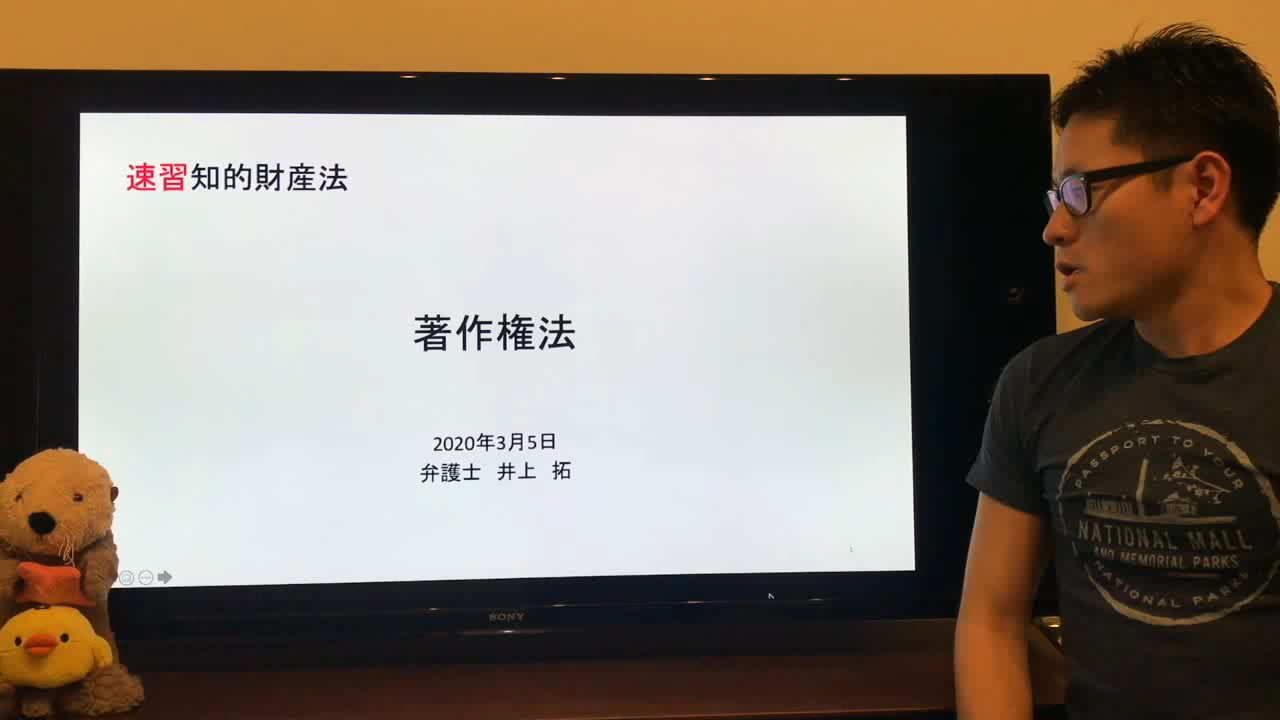 速習知的財産法
著作権法
2020年3月5日
弁護士 井上 拓
1
SONY
PASSPORT TO YOUR
NATIONAL MALL
AND MEMORIAL PARKS
NATIONAL PARKS